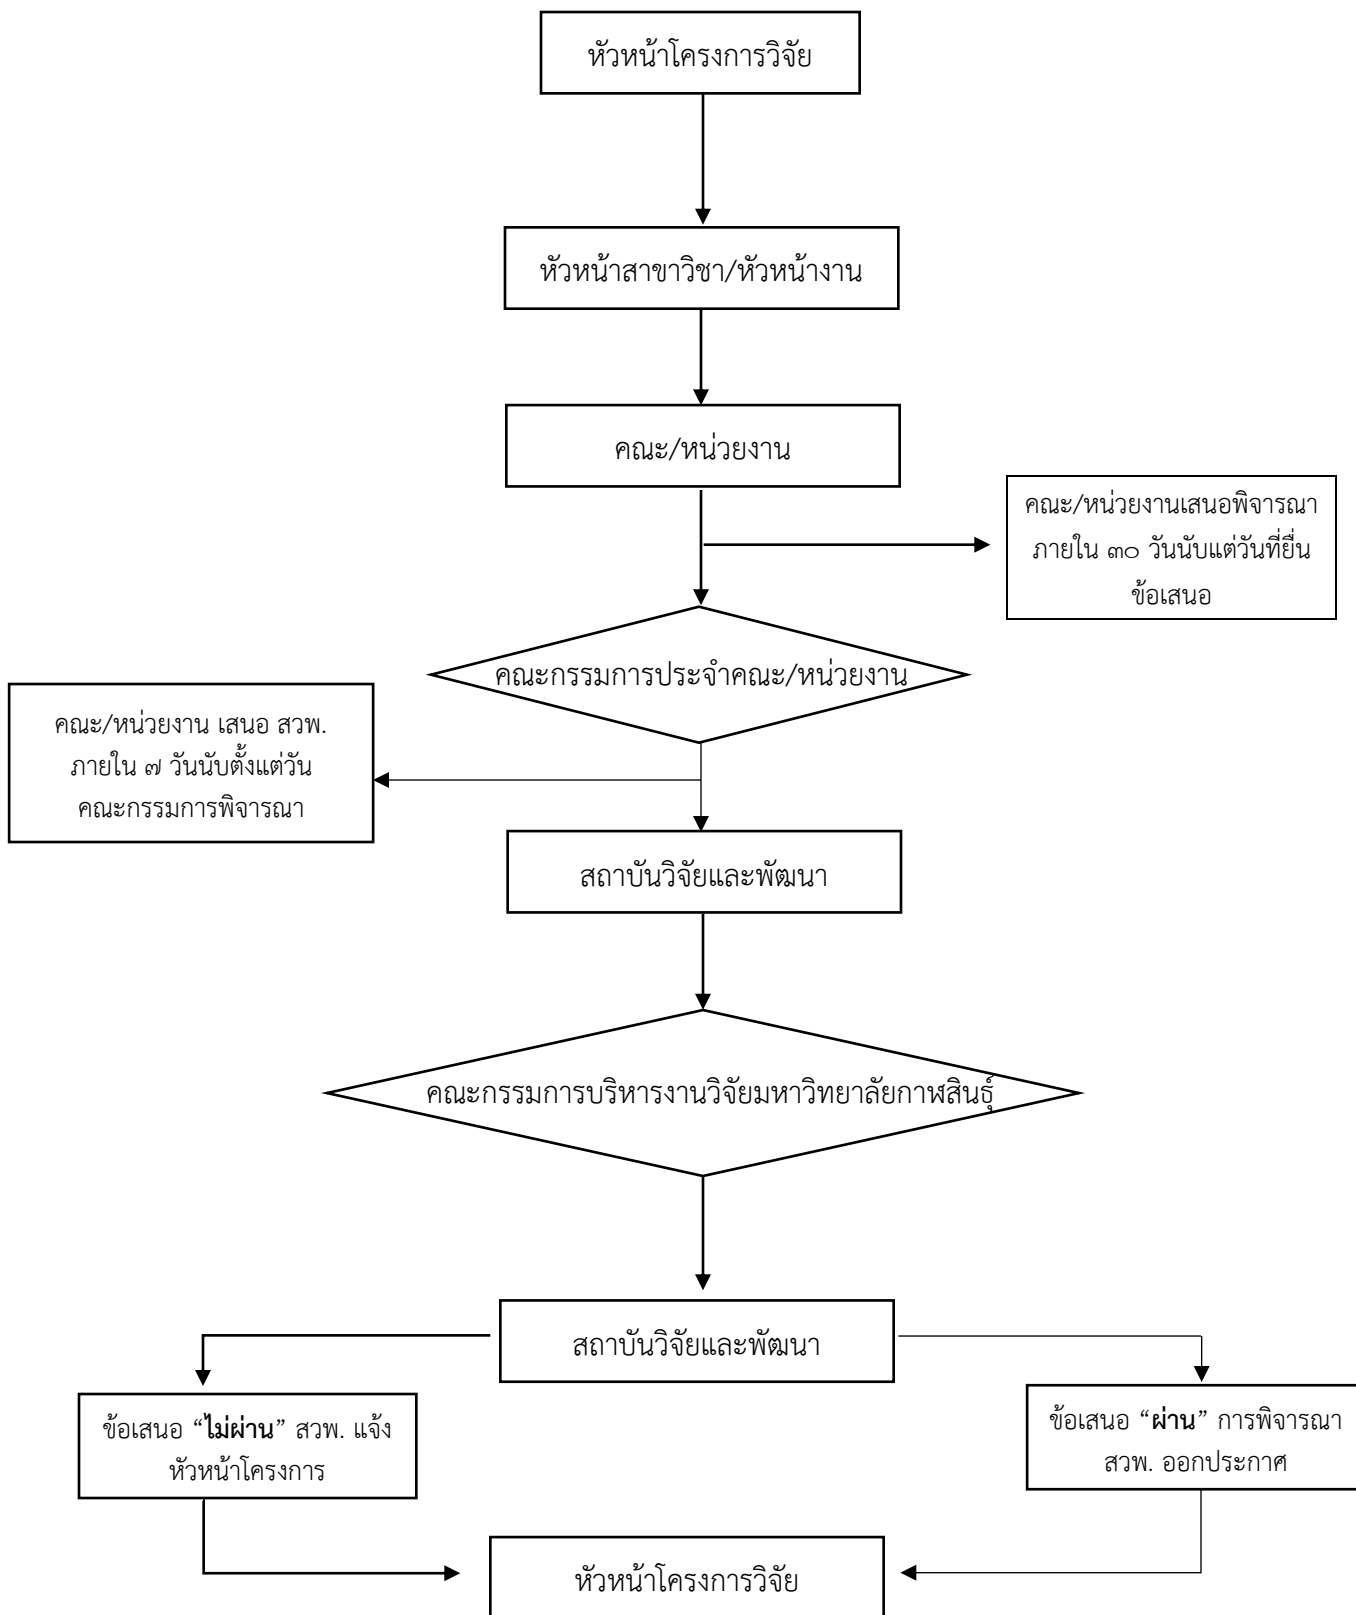 หัวหน้าโครงการวิจัย
หัวหน้าสาขาวิชา/หัวหน้างาน
คณะ/หน่วยงาน
คณะ/หน่วยงานเสนอพิจารณา
ภายใน ๓๐ วันนับแต่วันที่ยื่น
ข้อเสนอ
คณะกรรมการประจำคณะ/หน่วยงาน
คณะ/หน่วยงาน เสนอ สวพ.
ภายใน ๗ วันนับตั้งแต่วัน
คณะกรรมการพิจารณา
สถาบันวิจัยและพัฒนา
คณะกรรมการบริหารงานวิจัยมหาวิทยาลัยกาฬสินธุ์
สถาบันวิจัยและพัฒนา
ข้อเสนอ “ไม่ผ่าน” สวพ. แจ้ง
หัวหน้าโครงการ
ข้อเสนอ “ผ่าน” การพิจารณา
สวพ. ออกประกาศ
หัวหน้าโครงการวิจัย